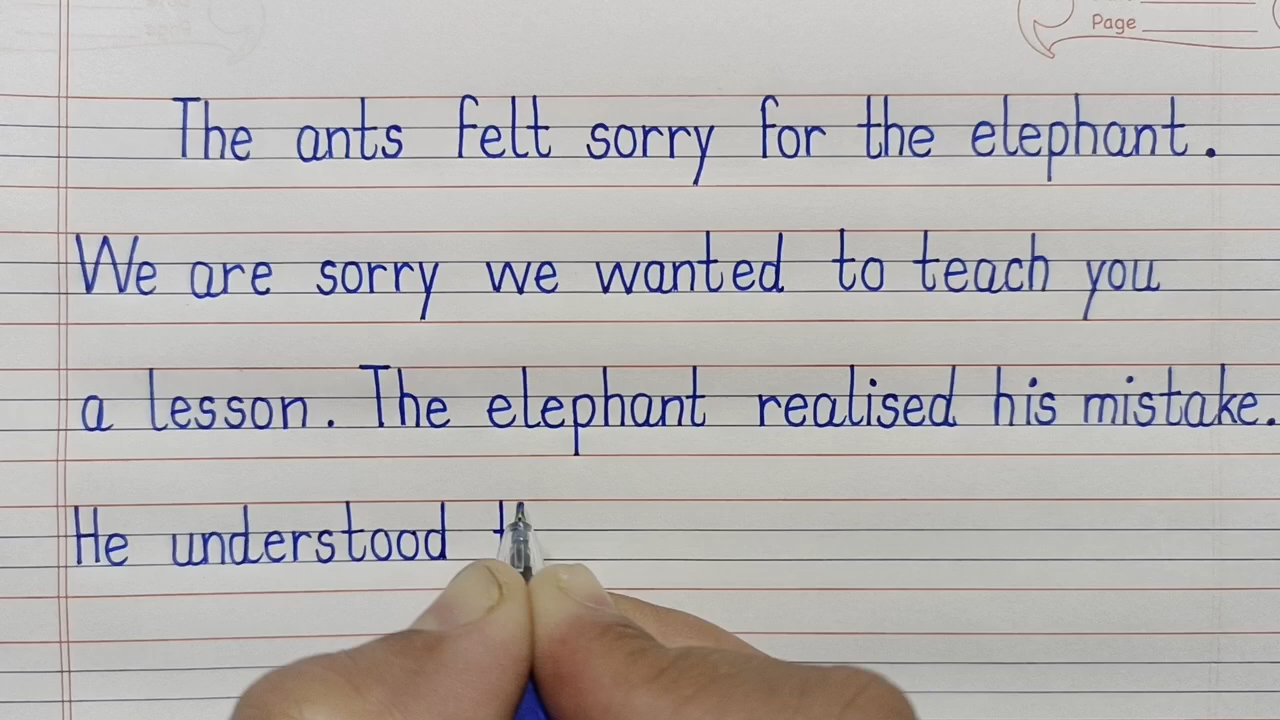 Page
The ants felt sorry for the elephant.
We are sorry we wanted to teach you
a lesson. The elephant realised his mistake.
He understood